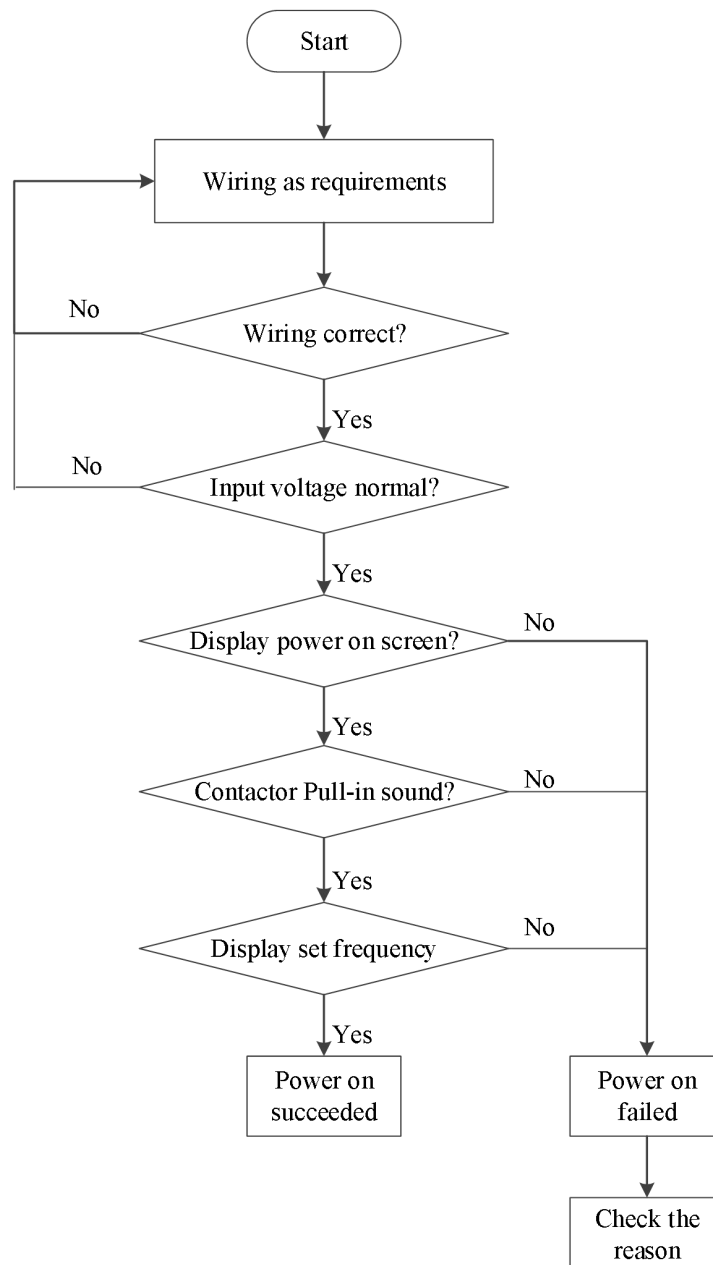 Start
Wiring as requirements
No
Wiring correct?
Yes
No
Input voltage normal?
Yes
No
Display power on screen?
Yes
No
Contactor Pull-in sound?
Yes
No
Display set frequency
Yes
Power on
succeeded
Power on
failed
Check the
reason